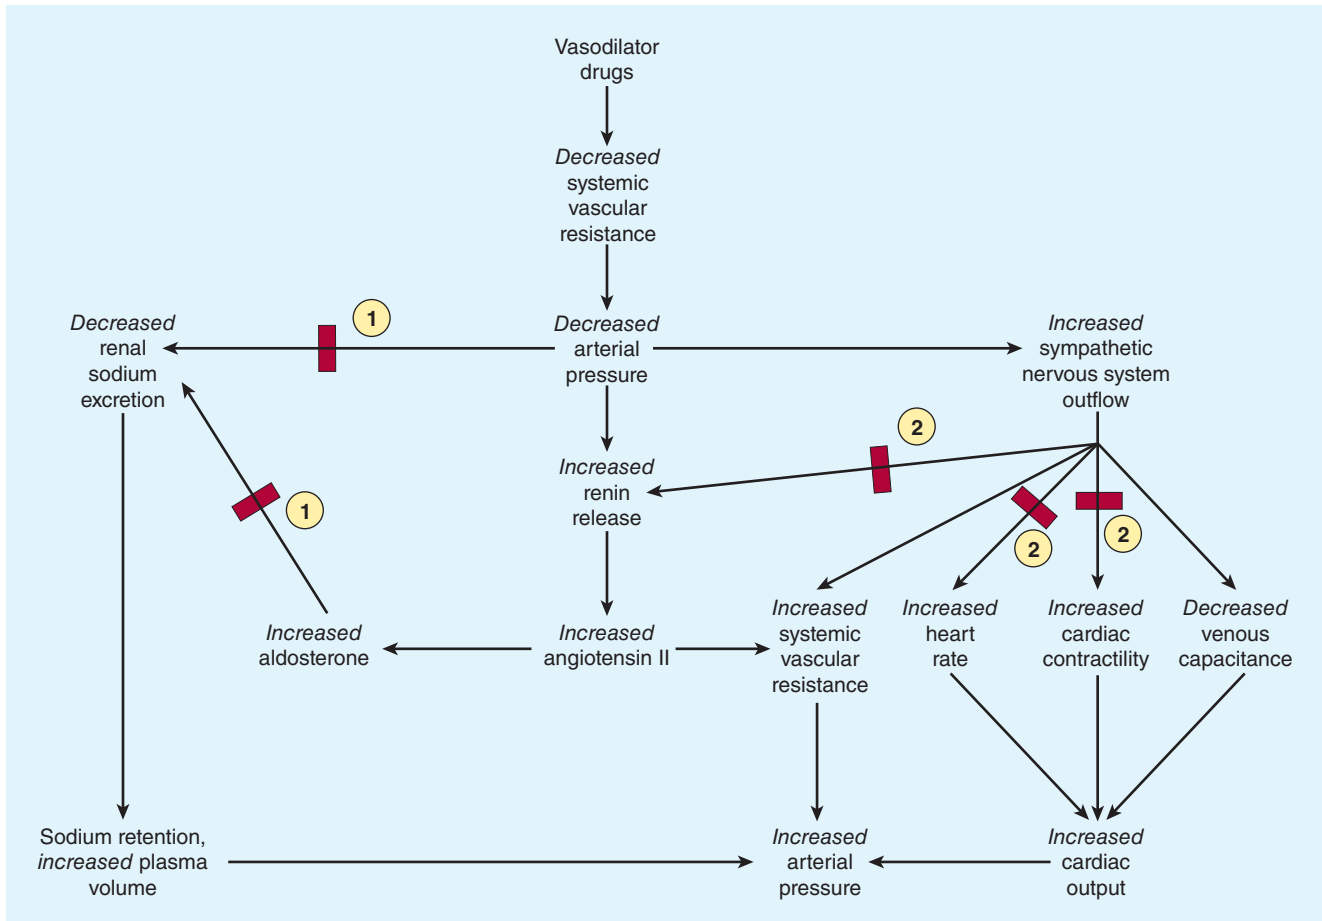 Vasodilator
drugs
Decreased
systemic
vascular
resistance
1
Decreased
renal
sodium
excretion
Decreased
arterial
pressure
Increased
sympathetic
nervous system
outflow
2
Increased
renin
release
1
2
2
Increased
aldosterone
Increased
angiotensin II
Increased
systemic
vascular
resistance
Increased
heart
rate
Increased
cardiac
contractility
Decreased
venous
capacitance
Sodium retention,
increased plasma
volume
Increased
arterial
pressure
Increased
cardiac
output